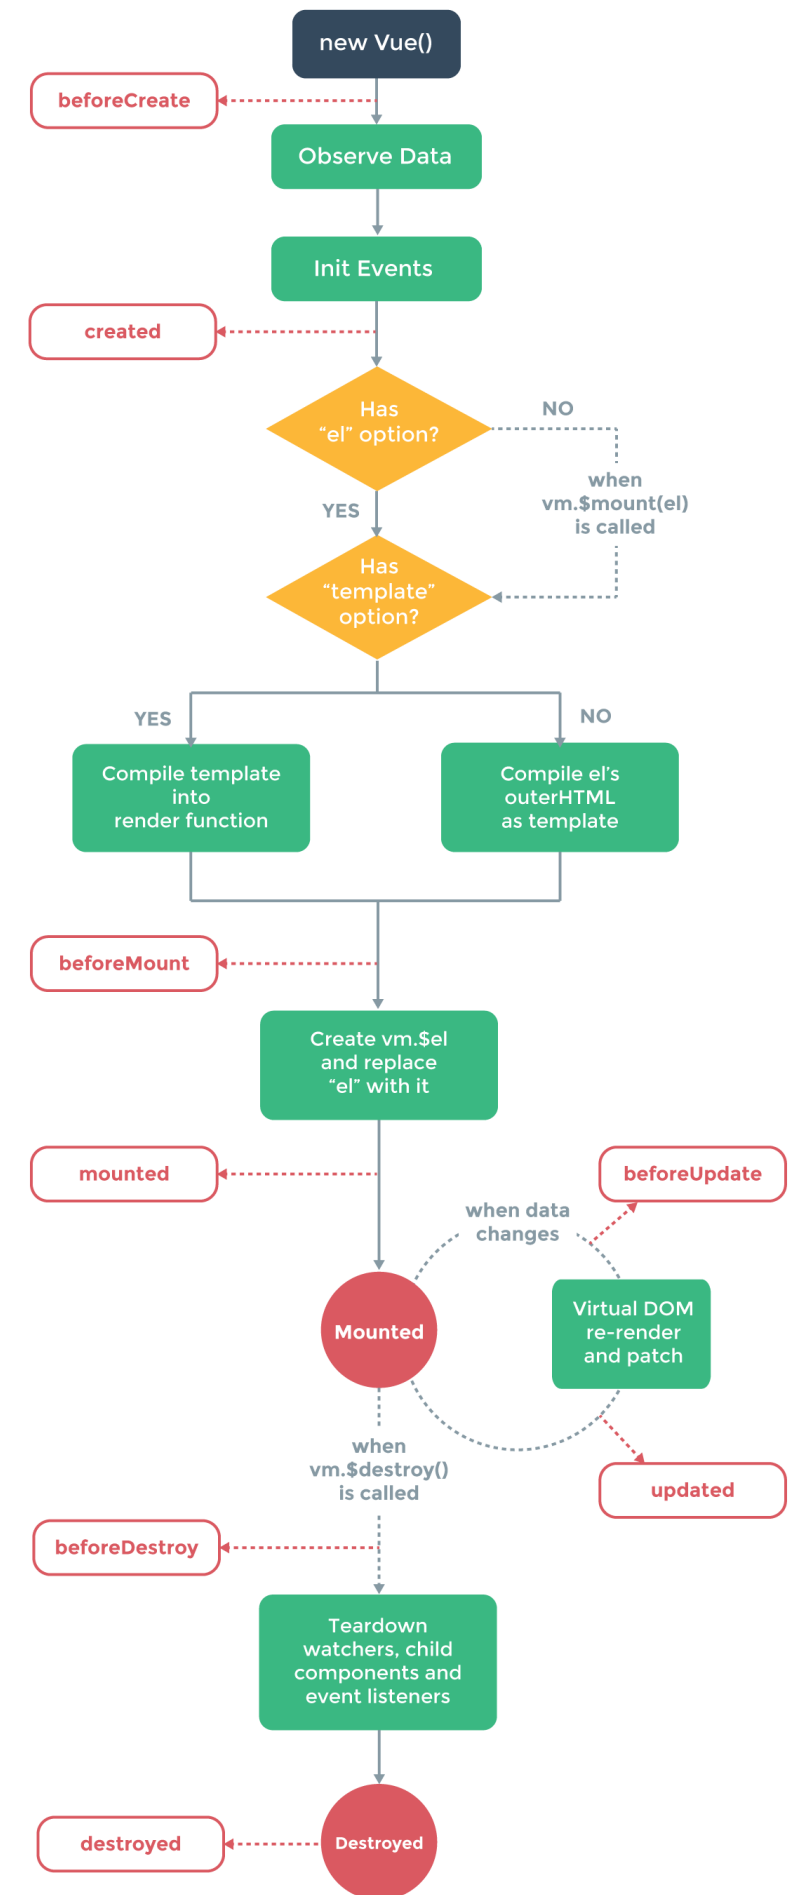 new Vue()
beforeCreate
Observe Data
Init Events
created
Has
“el” option?
NO
when
vm.$mount(el)
is called
YES
Has
“template”
option?
YES
NO
Compile template
into
render function
Compile el’s
outerHTML
as template
beforeMount
Create vm.$el
and replace
“el” with it
mounted
beforeUpdate
when data
changes
Mounted
Virtual DOM
re-render
and patch
when
vm.$destroy()
is called
updated
beforeDestroy
Teardown
watchers, child
components and
event listeners
destroyed
Destroyed